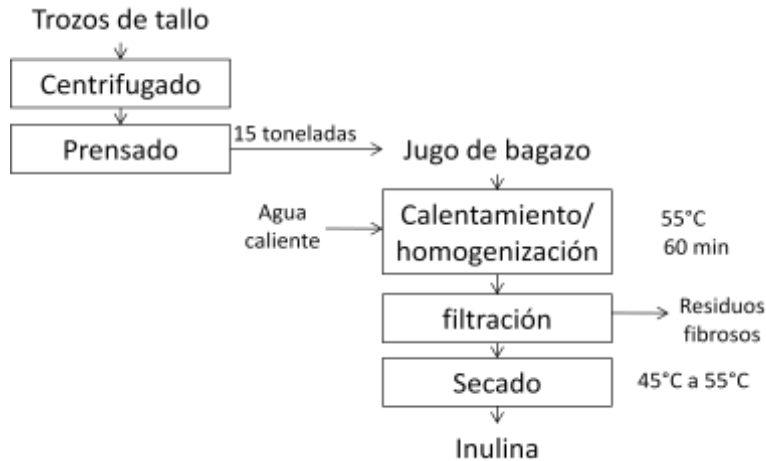 Trozos de tallo
Centrifugado
Prensado
15 toneladas
Jugo de bagazo
Agua
caliente
Calentamiento/
homogenización
55°C
60 min
filtración
Residuos
fibrosos
Secado
45°C a 55°C
Inulina